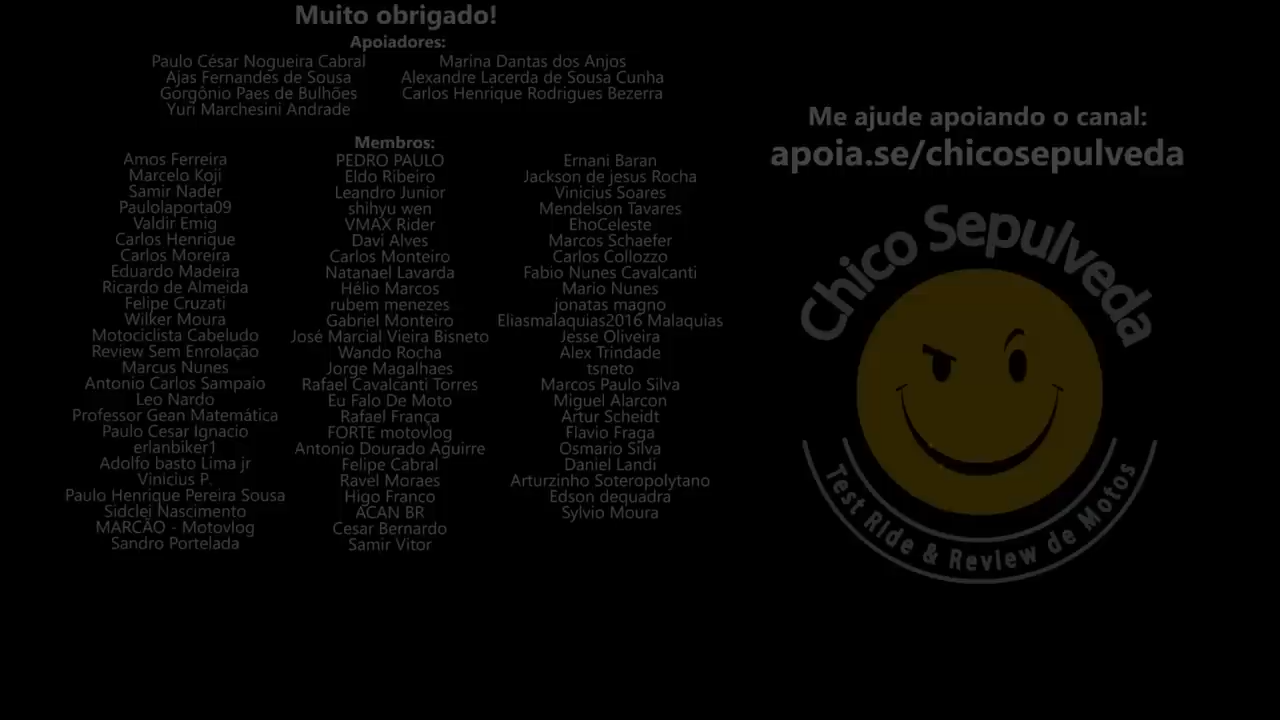 Muito obrigado!
Apoiadores:
Paulo César Nogueira Cabral
Ajas Fernandes de Sousa
Gorgônio Paes de Bulhões
Yuri Marchesini Andrade
Marina Dantas dos Anjos
Alexandre Lacerda de Sousa Cunha
Carlos Henrique Rodrigues Bezerra
Membros:
Amos Ferreira
Marcelo Koji
Samir Nader
Paulolaporta09
Valdir Emig
Carlos Henrique
Carlos Moreira
Eduardo Madeira
Ricardo de Almeida
Felipe Cruzati
Wilker Moura
Motociclista Cabeludo
Review Sem Enrolação
Marcus Nunes
Antonio Carlos Sampaio
Leo Nardo
Professor Gean Matemática
Paulo Cesar Ignacio
erlanbiker1
Adolfo basto Lima jr
Vinicius P.
Paulo Henrique Pereira Sousa
Sidclei Nascimento
MARCÃO - Motovlog
Sandro Portelada
PEDRO PAULO
Eldo Ribeiro
Leandro Junior
shihyu wen
VMAX Rider
Davi Alves
Carlos Monteiro
Natanael Lavarda
Hélio Marcos
rubem menezes
Gabriel Monteiro
José Marcial Vieira Bisneto
Wando Rocha
Jorge Magalhaes
Rafael Cavalcanti Torres
Eu Falo De Moto
Rafael França
FORTE motovlog
Antonio Dourado Aguirre
Felipe Cabral
Ravel Moraes
Higo Franco
ACAN BR
Cesar Bernardo
Samir Vitor
Ernani Baran
Jackson de jesus Rocha
Vinicius Soares
Mendelson Tavares
EhoCeleste
Marcos Schaefer
Carlos Collozzo
Fabio Nunes Cavalcanti
Mario Nunes
jonatas magno
Eliasmalaquias2016 Malaquias
Jesse Oliveira
Alex Trindade
tsneto
Marcos Paulo Silva
Miguel Alarcon
Artur Scheidt
Flavio Fraga
Osmario Silva
Daniel Landi
Arturzinho Soteropolytano
Edson dequadra
Sylvio Moura
Me ajude apoiando o canal:
apoia.se/chicosepulveda
Chico Sepulveda
Test Ride & Review de Motos